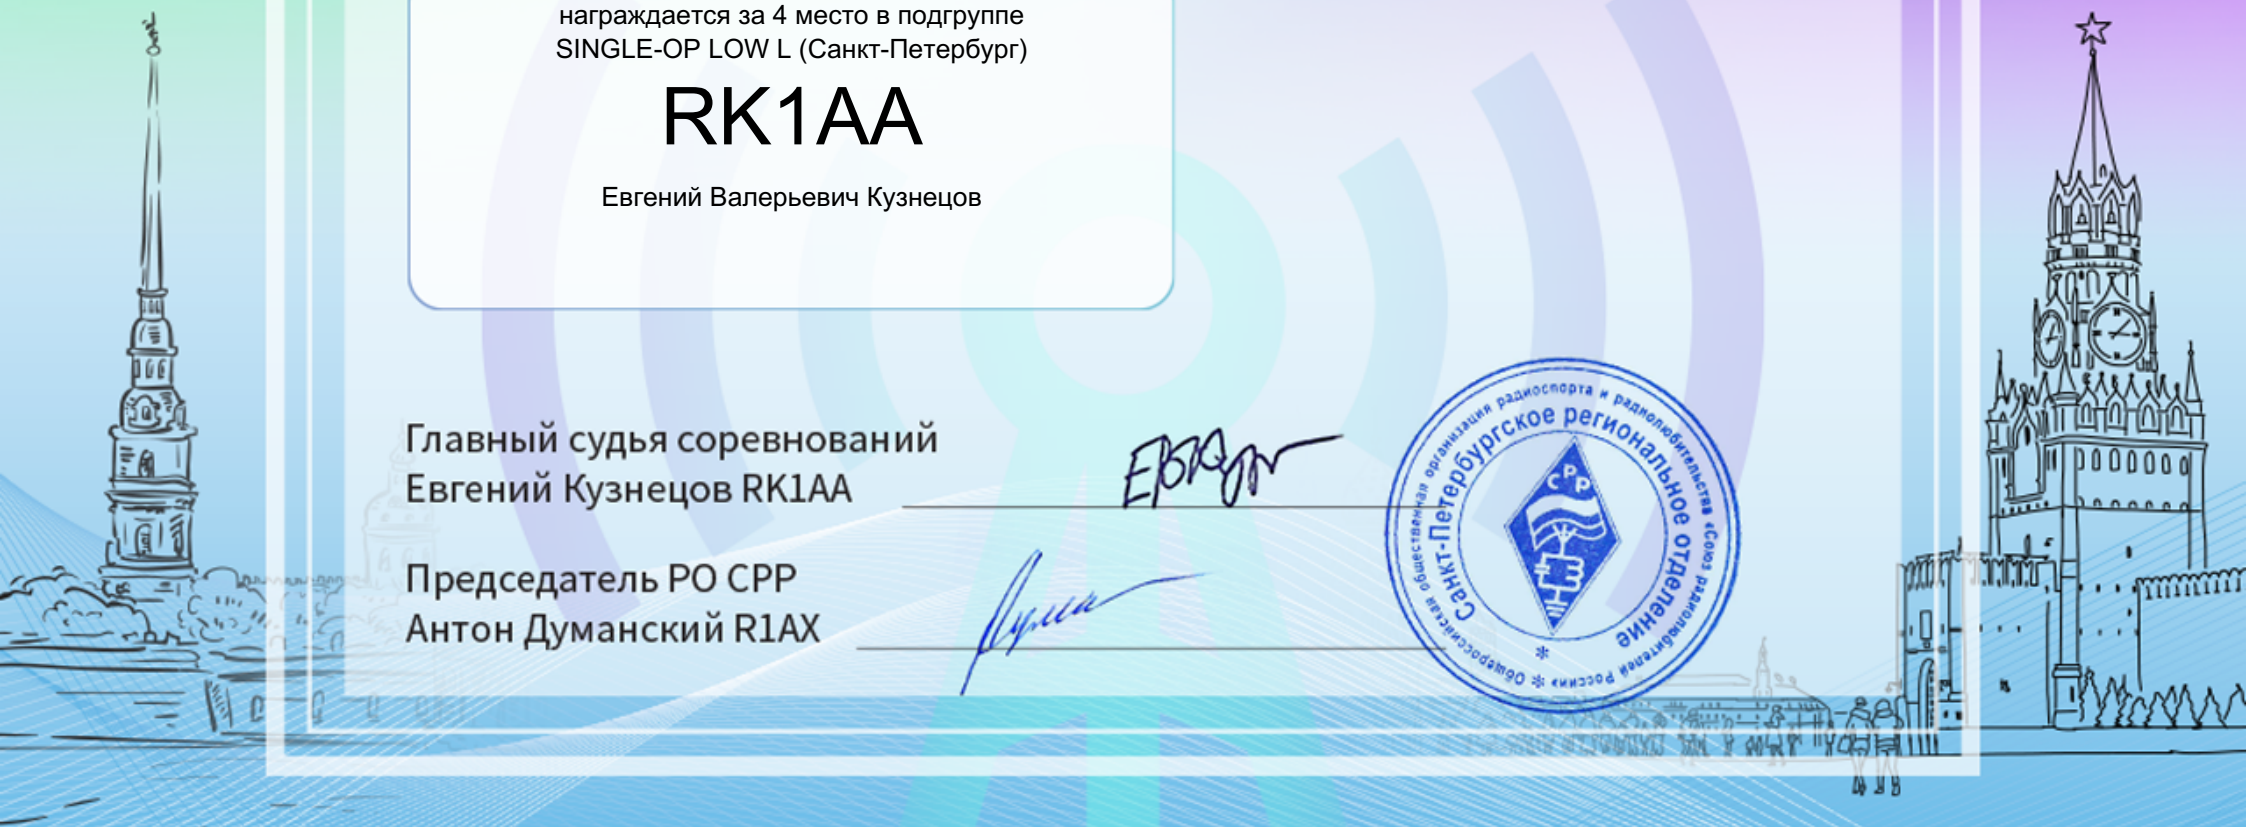 награждается за 4 место в подгруппе
SINGLE-OP LOW L (Санкт-Петербург)
RK1AA
Евгений Валерьевич Кузнецов
Главный судья соревнований
Евгений Кузнецов RK1AA
Председатель РО СРР
Антон Думанский R1AX
Общероссийская общественная организация радиоспорта и радиолюбительства «Союз радиолюбителей России»
Санкт-Петербургское региональное отделение
СРР